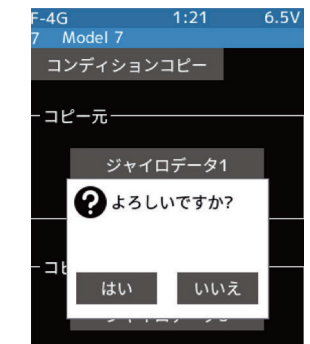 F-4G 1:21 6.5V
7 Model 7
コンディションコピー
コピー元
ジャイロデータ1
よろしいですか?
コピ
はい いいえ